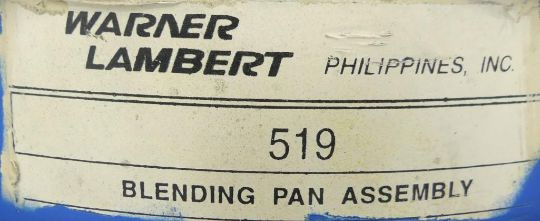 WARNER
LAMBERT PHILIPPINES, INC.
519
BLENDING PAN ASSEMBLY